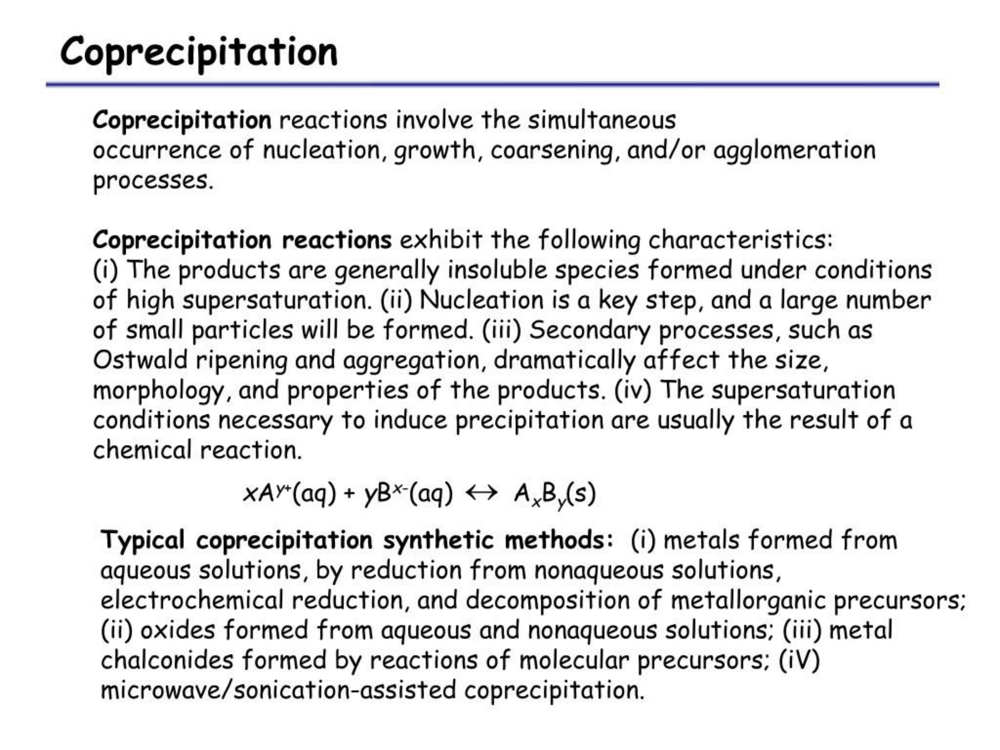 Coprecipitation
Coprecipitation reactions involve the simultaneous
occurrence of nucleation, growth, coarsening, and/or agglomeration
processes.
Coprecipitation reactions exhibit the following characteristics:
(i) The products are generally insoluble species formed under conditions
of high supersaturation. (ii) Nucleation is a key step, and a large number
of small particles will be formed. (iii) Secondary processes, such as
Ostwald ripening and aggregation, dramatically affect the size,
morphology, and properties of the products. (iv) The supersaturation
conditions necessary to induce precipitation are usually the result of a
chemical reaction.
xAʸ⁺(aq) + yBˣ⁻(aq) ↔ AₓB_y(s)
Typical coprecipitation synthetic methods: (i) metals formed from
aqueous solutions, by reduction from nonaqueous solutions,
electrochemical reduction, and decomposition of metallorganic precursors;
(ii) oxides formed from aqueous and nonaqueous solutions; (iii) metal
chalconides formed by reactions of molecular precursors; (iV)
microwave/sonication-assisted coprecipitation.